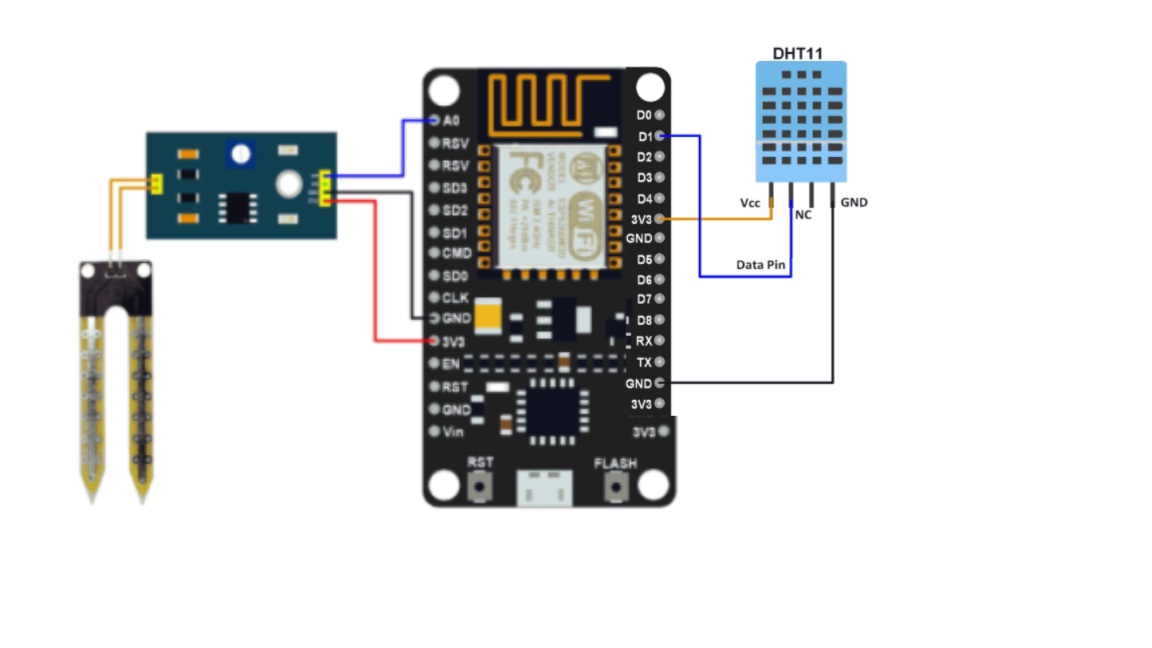 DHT11
A0
RSV
RSV
SD3
SD2
SD1
CMD
SD0
CLK
GND
3V3
EN
RST
GND
Vin
RST
FLASH
D0
D1
D2
D3
D4
3V3
GND
D5
D6
D7
D8
RX
TX
GND
3V3
3V3
FC
WiFi
Vcc
NC
GND
Data Pin